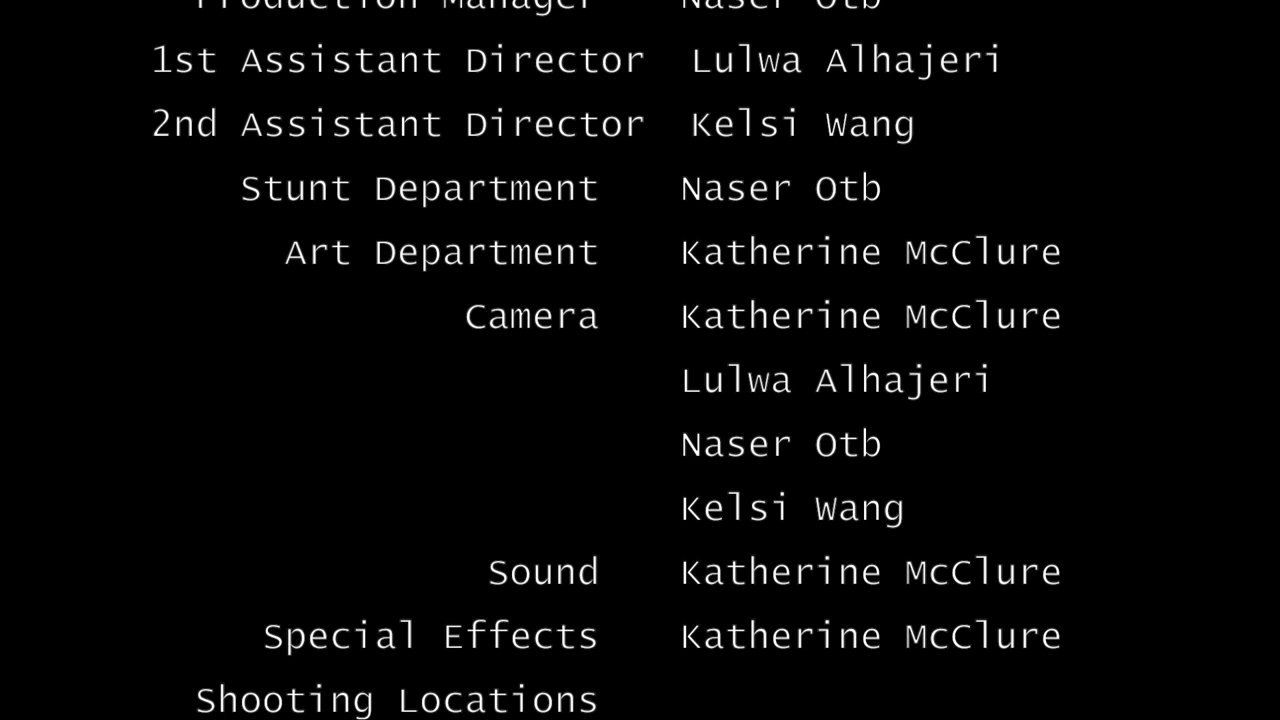 Production Manager Naser Otb
1st Assistant Director Lulwa Alhajeri
2nd Assistant Director Kelsi Wang
Stunt Department Naser Otb
Art Department Katherine McClure
Camera Katherine McClure
Lulwa Alhajeri
Naser Otb
Kelsi Wang
Sound Katherine McClure
Special Effects Katherine McClure
Shooting Locations